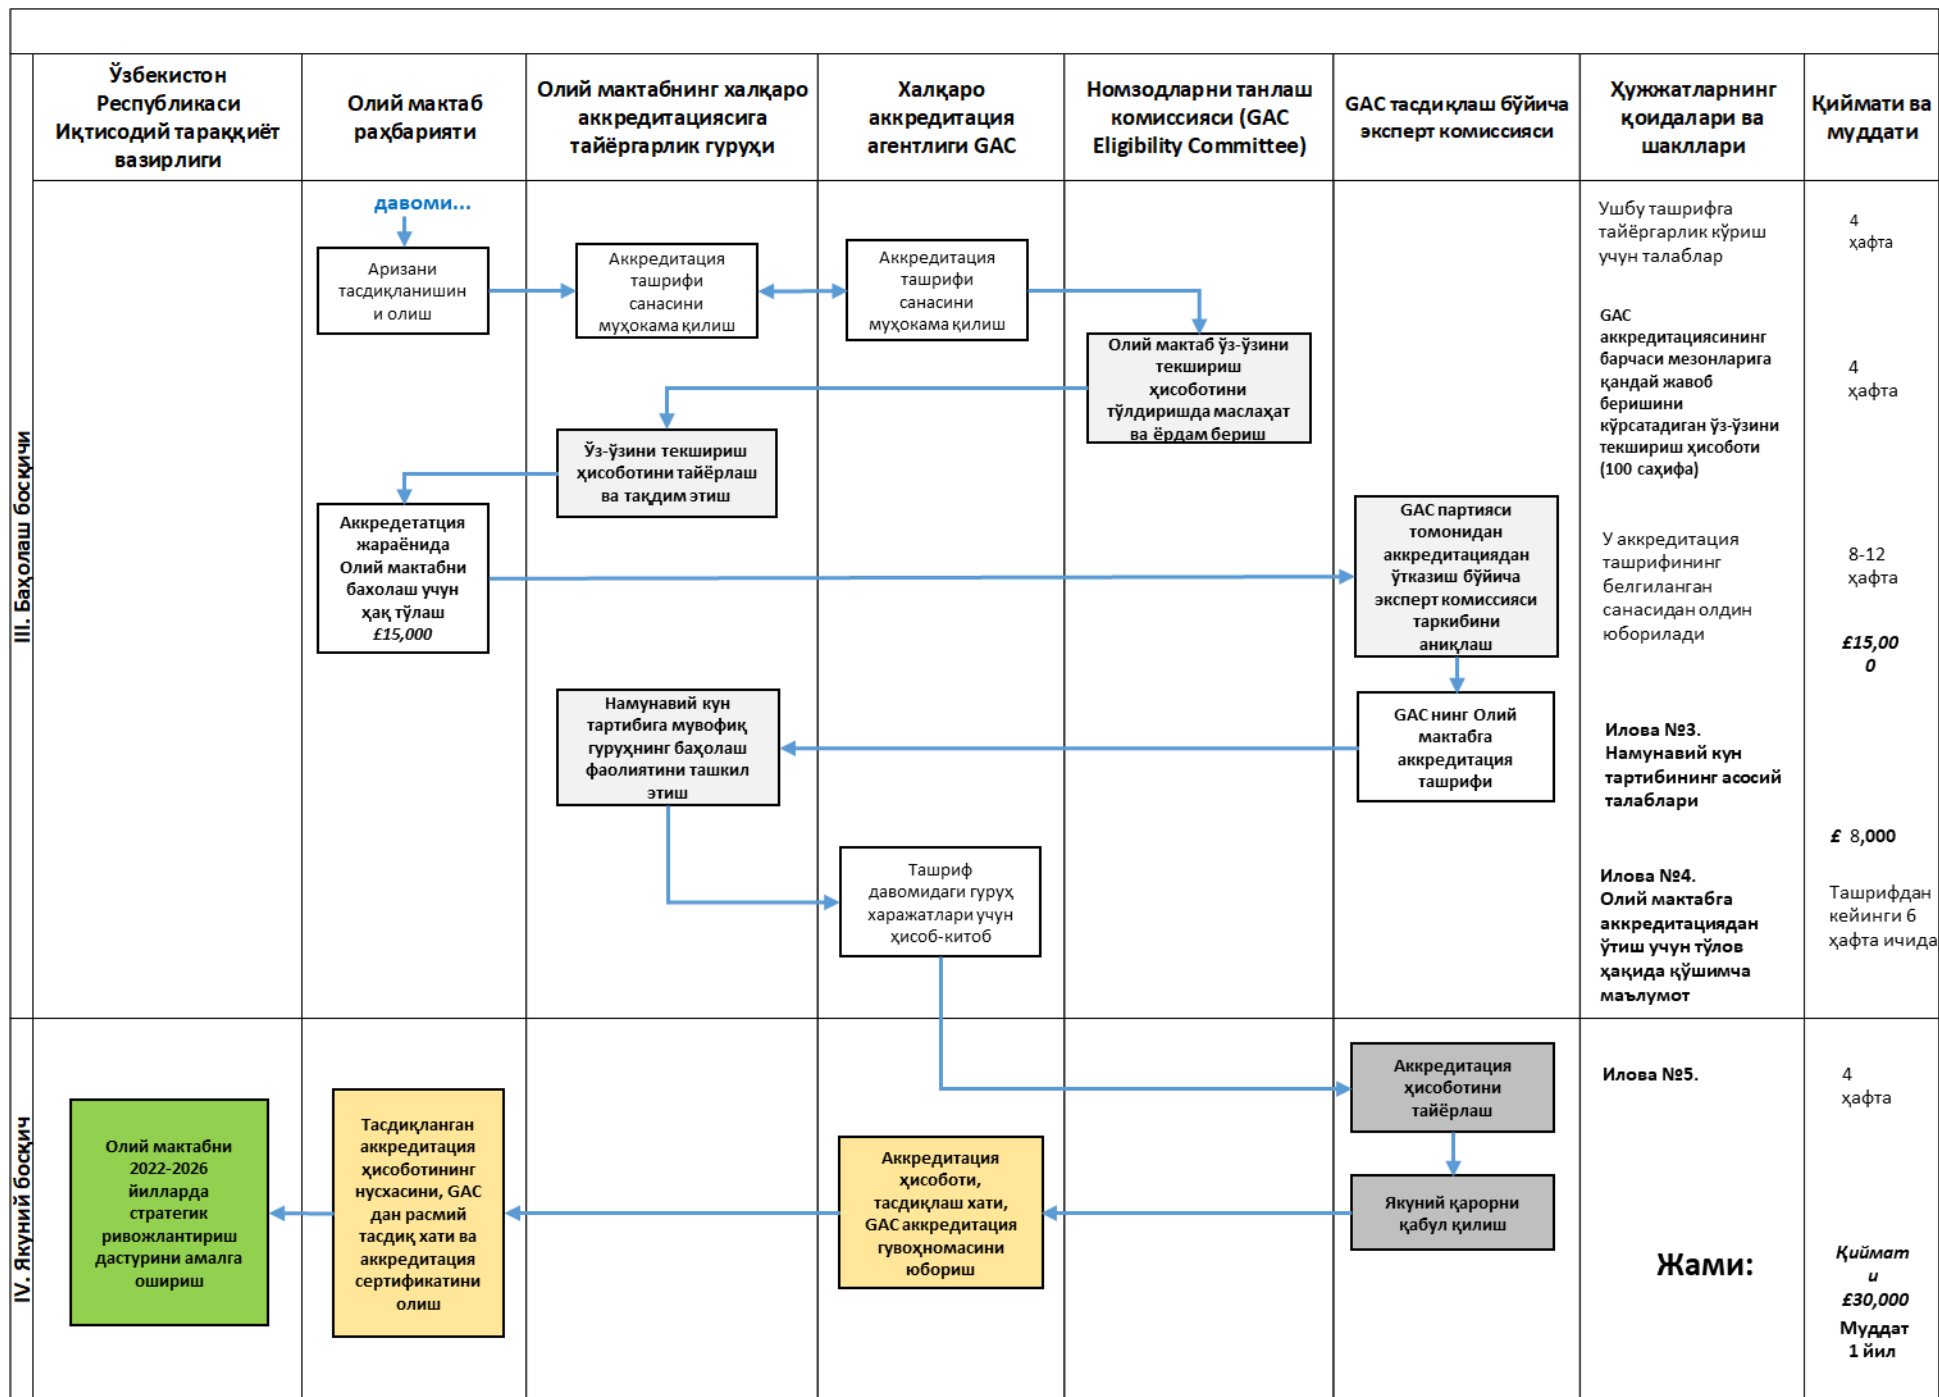 Ўзбекистон
Республикаси
Иқтисодий тараққиёт
вазирлиги
Олий мактаб
раҳбарияти
Олий мактабнинг халқаро
аккредитациясига
тайёргарлик гуруҳи
Халқаро
аккредитация
агентлиги GAC
Номзодларни танлаш
комиссияси (GAC
Eligibility Committee)
GAC тасдиқлаш бўйича
эксперт комиссияси
Ҳужжатларнинг
қоидалари ва
шакллари
Қиймати ва
муддати
III. Баҳолаш босқичи
давоми...
Аризани
тасдиқланишин
и олиш
Аккредитация
ташрифи
санасини
муҳокама қилиш
Аккредитация
ташрифи
санасини
муҳокама қилиш
Олий мактаб ўз-ўзини
текшириш
ҳисоботини
тўлдиришда маслаҳат
ва ёрдам бериш
Ўз-ўзини текшириш
ҳисоботини тайёрлаш
ва тақдим этиш
Аккредетатция
жараёнида
Олий мактабни
бахолаш учун
ҳақ тўлаш
£15,000
GAC партияси
томонидан
аккредитациядан
ўтказиш бўйича
эксперт комиссияси
таркибини
аниқлаш
GAC нинг Олий
мактабга
аккредитация
ташрифи
Намунавий кун
тартибига мувофиқ
гуруҳнинг баҳолаш
фаолиятини ташкил
этиш
Ташриф
давомидаги гуруҳ
харажатлари учун
ҳисоб-китоб
Ушбу ташрифга
тайёргарлик кўриш
учун талаблар
4
ҳафта
GAC
аккредитациясининг
барчаси мезонларига
қандай жавоб
беришини
кўрсатадиган ўз-ўзини
текшириш ҳисоботи
(100 саҳифа)
4
ҳафта
У аккредитация
ташрифининг
белгиланган
санасидан олдин
юборилади
8-12
ҳафта
£15,00
0
Илова №3.
Намунавий кун
тартибининг асосий
талаблари
£ 8,000
Илова №4.
Олий мактабга
аккредитациядан
ўтиш учун тўлов
ҳақида қўшимча
маълумот
Ташрифдан
кейинги 6
ҳафта ичида
IV. Якуний босқич
Олий мактабни
2022-2026
йилларда
стратегик
ривожлантириш
дастурини амалга
ошириш
Тасдиқланган
аккредитация
ҳисоботининг
нусхасини, GAC
дан расмий
тасдиқ хати ва
аккредитация
сертификатини
олиш
Аккредитация
ҳисоботи,
тасдиқлаш хати,
GAC аккредитация
гувоҳномасини
юбориш
Аккредитация
ҳисоботини
тайёрлаш
Якуний қарорни
қабул қилиш
Илова №5.
4
ҳафта
Жами:
Қиймат
и
£30,000
Муддат
1 йил